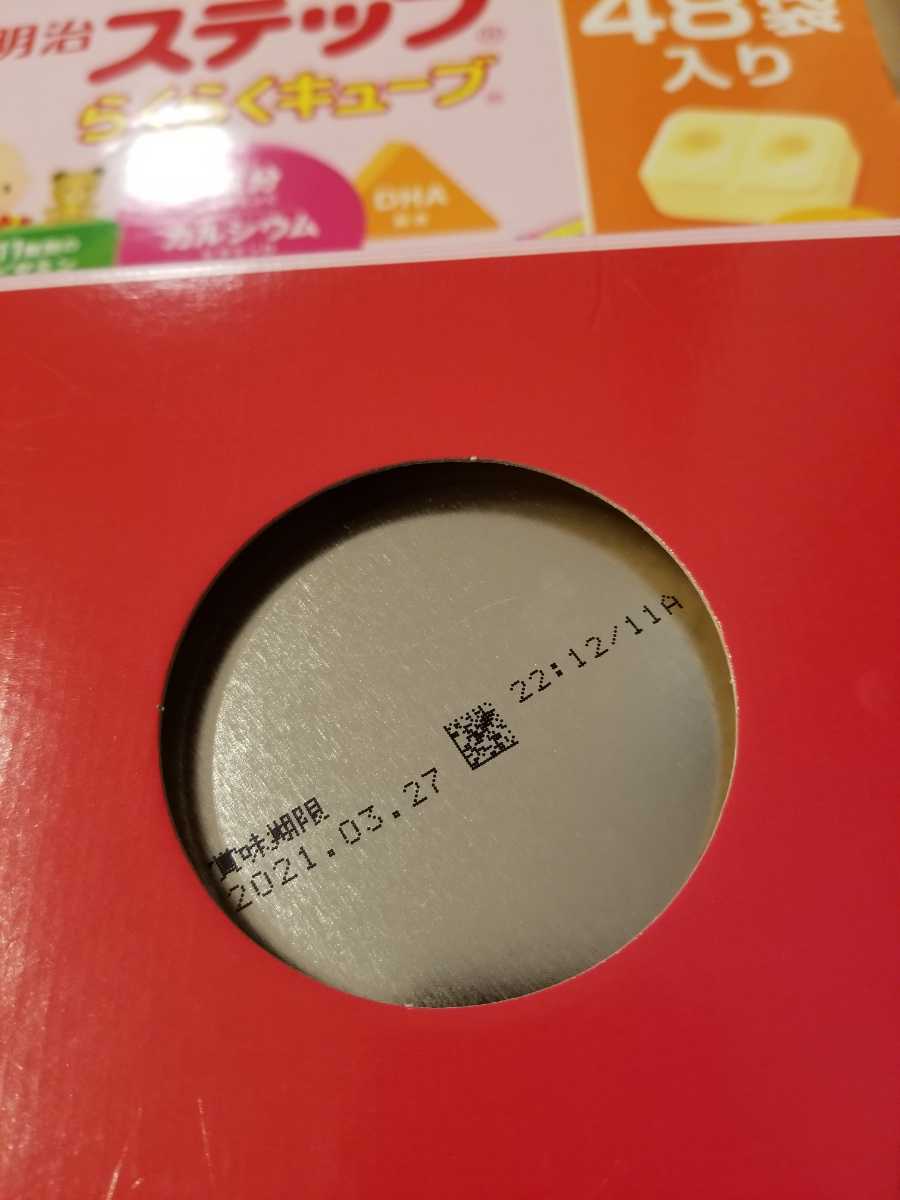 明治 ステップ®
らくらくキューブ®
48袋
入り
カルシウム
DHA
賞味期限
2021.03.27
22:12/11A